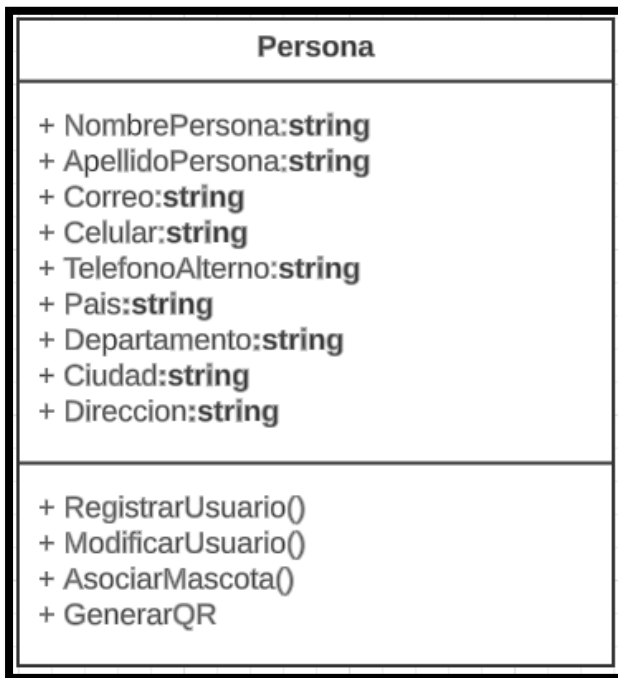 Persona
+ NombrePersona:string
+ ApellidoPersona:string
+ Correo:string
+ Celular:string
+ TelefonoAlterno:string
+ Pais:string
+ Departamento:string
+ Ciudad:string
+ Direccion:string
+ RegistrarUsuario()
+ ModificarUsuario()
+ AsociarMascota()
+ GenerarQR